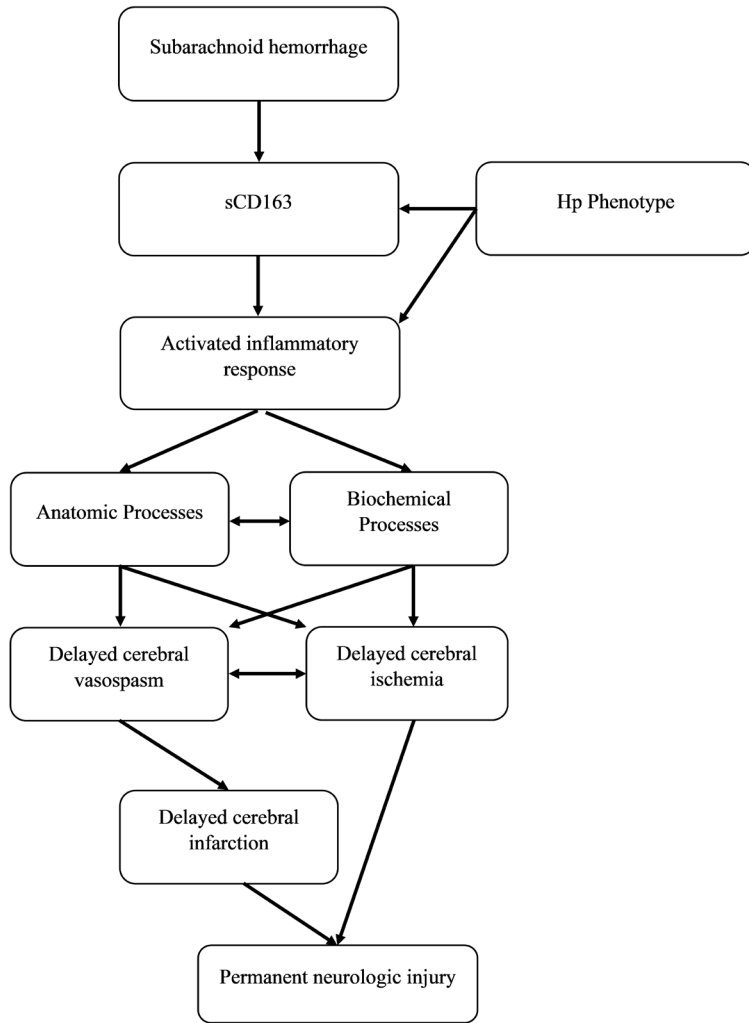 Subarachnoid hemorrhage
sCD163
Hp Phenotype
Activated inflammatory
response
Anatomic Processes
Biochemical
Processes
Delayed cerebral
vasospasm
Delayed cerebral
ischemia
Delayed cerebral
infarction
Permanent neurologic injury